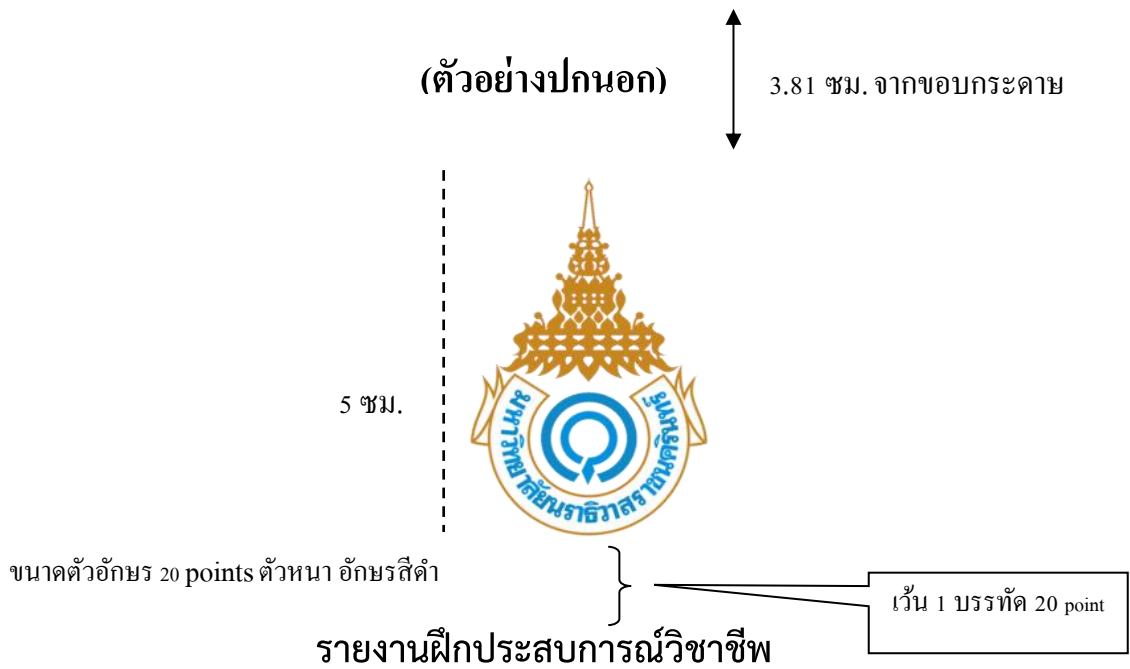 (ตัวอย่างปกนอก)
3.81 ซม. จากขอบกระดาษ
5 ซม.
มหาวิทยาลัยนราธิวาสราชนครินทร์
ขนาดตัวอักษร 20 points ตัวหนา อักษรสีดำ
เว้น 1 บรรทัด 20 point
รายงานฝึกประสบการณ์วิชาชีพ